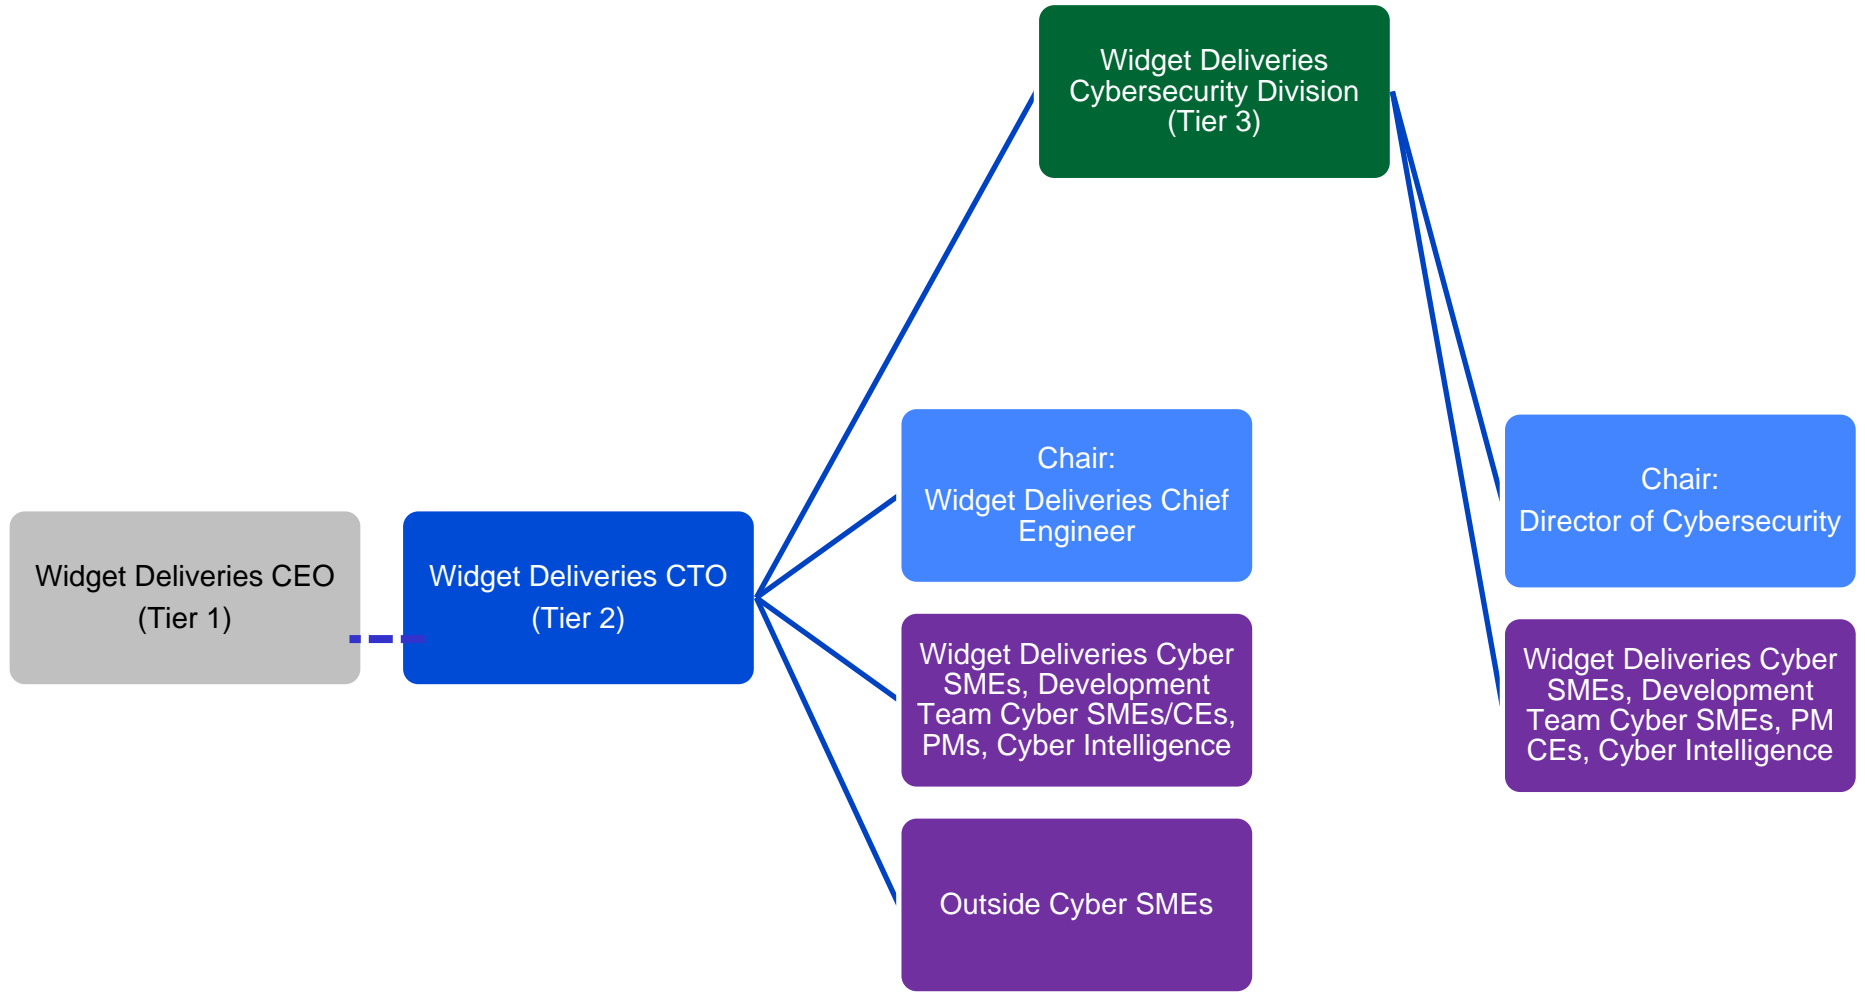 Widget Deliveries
Cybersecurity Division
(Tier 3)
Widget Deliveries CEO
(Tier 1)
Widget Deliveries CTO
(Tier 2)
Chair:
Widget Deliveries Chief
Engineer
Widget Deliveries Cyber
SMEs, Development
Team Cyber SMEs/CEs,
PMs, Cyber Intelligence
Outside Cyber SMEs
Chair:
Director of Cybersecurity
Widget Deliveries Cyber
SMEs, Development
Team Cyber SMEs, PM
CEs, Cyber Intelligence